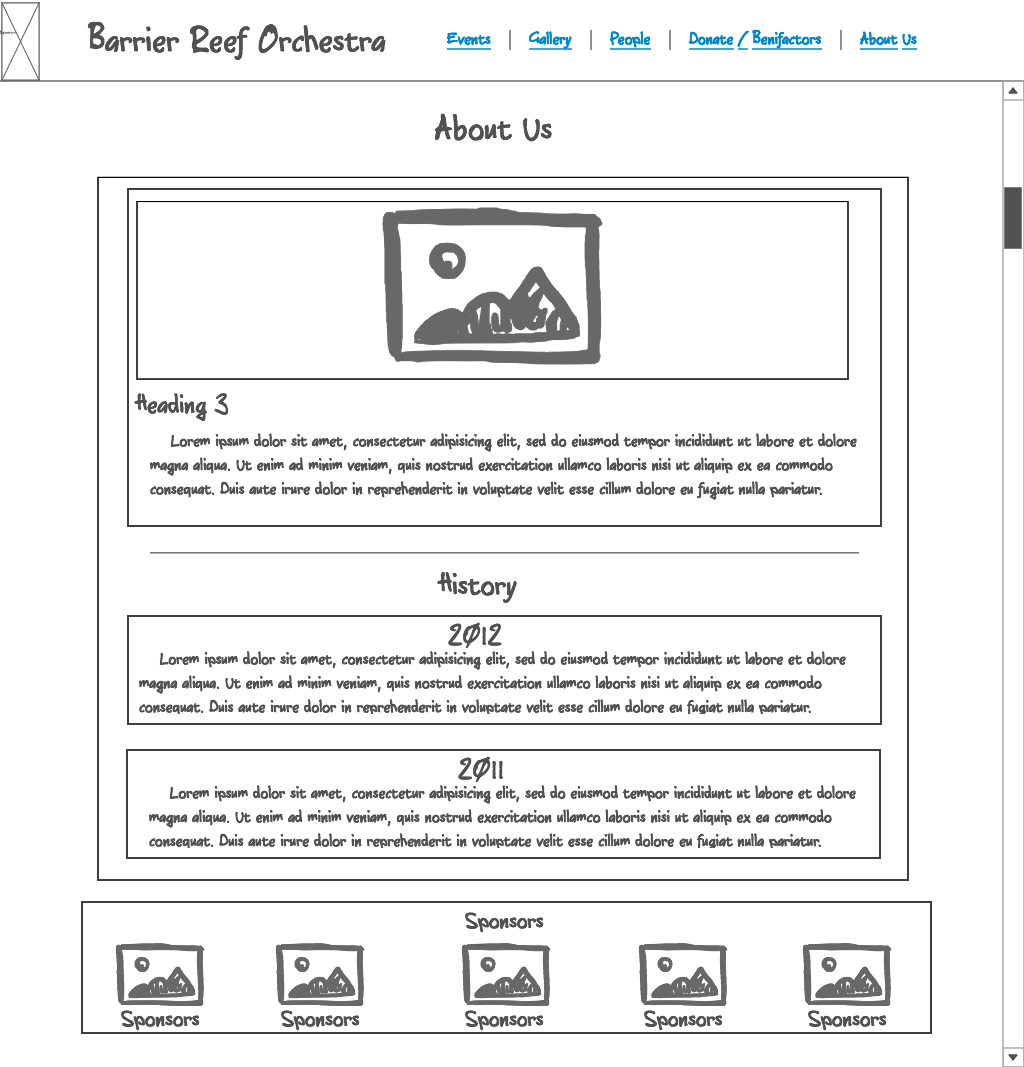 Barrier Reef Orchestra
Events | Gallery | People | Donate / Benifactors | About Us
About Us
Heading 3
Lorem ipsum dolor sit amet, consectetur adipisicing elit, sed do eiusmod tempor incididunt ut labore et dolore
magna aliqua. Ut enim ad minim veniam, quis nostrud exercitation ullamco laboris nisi ut aliquip ex ea commodo
consequat. Duis aute irure dolor in reprehenderit in voluptate velit esse cillum dolore eu fugiat nulla pariatur.
History
2012
Lorem ipsum dolor sit amet, consectetur adipisicing elit, sed do eiusmod tempor incididunt ut labore et dolore
magna aliqua. Ut enim ad minim veniam, quis nostrud exercitation ullamco laboris nisi ut aliquip ex ea commodo
consequat. Duis aute irure dolor in reprehenderit in voluptate velit esse cillum dolore eu fugiat nulla pariatur.
2011
Lorem ipsum dolor sit amet, consectetur adipisicing elit, sed do eiusmod tempor incididunt ut labore et dolore
magna aliqua. Ut enim ad minim veniam, quis nostrud exercitation ullamco laboris nisi ut aliquip ex ea commodo
consequat. Duis aute irure dolor in reprehenderit in voluptate velit esse cillum dolore eu fugiat nulla pariatur.
Sponsors
Sponsors Sponsors Sponsors Sponsors Sponsors